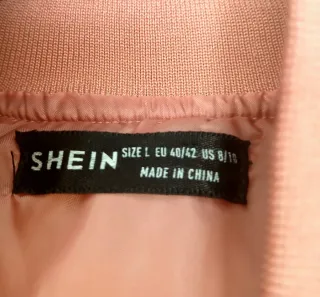 SHEIN
SIZE L EU 40/42 US 8/10
MADE IN CHINA